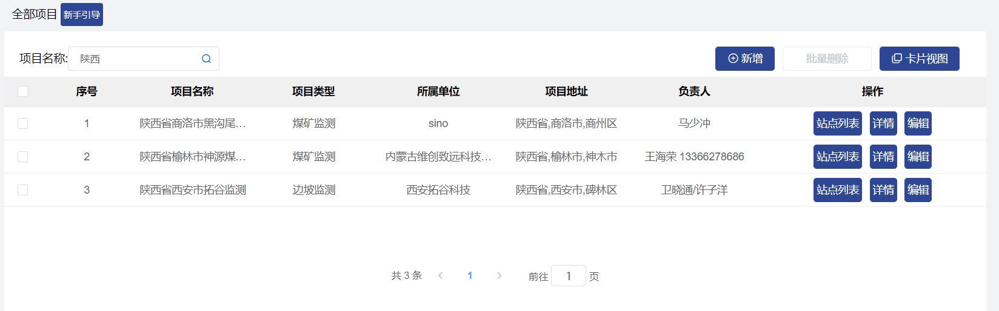 全部项目 新手引导
项目名称: 陕西 新增 批量删除 卡片视图
序号 项目名称 项目类型 所属单位 项目地址 负责人 操作
1 陕西省商洛市黑沟尾... 煤矿监测 sino 陕西省,商洛市,商州区 马少冲 站点列表 详情 编辑
2 陕西省榆林市神源煤... 煤矿监测 内蒙古维创致远科技... 陕西省,榆林市,神木市 王海荣 13366278686 站点列表 详情 编辑
3 陕西省西安市拓谷监测 边坡监测 西安拓谷科技 陕西省,西安市,碑林区 卫晓通/许子洋 站点列表 详情 编辑
共 3 条 1 前往 1 页